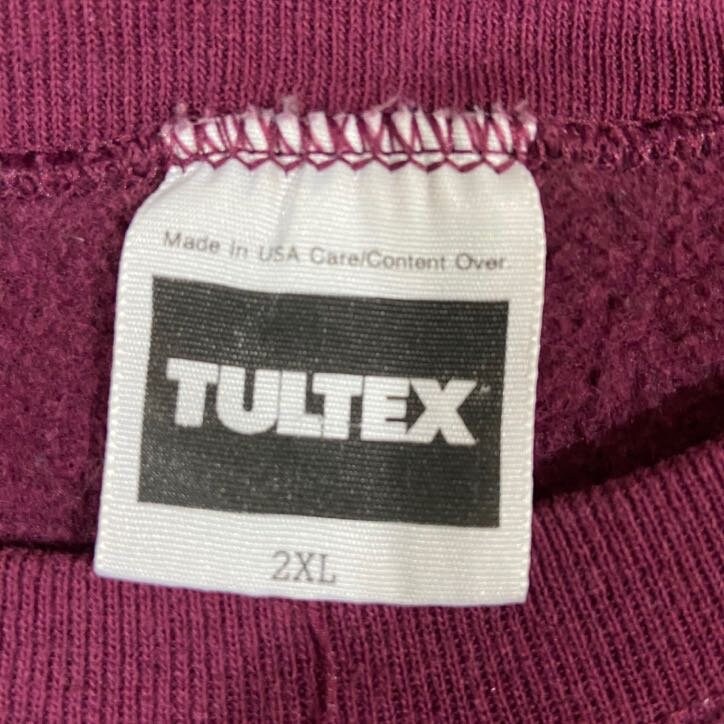 Made in USA Care/Content Over
TULTEX
2XL